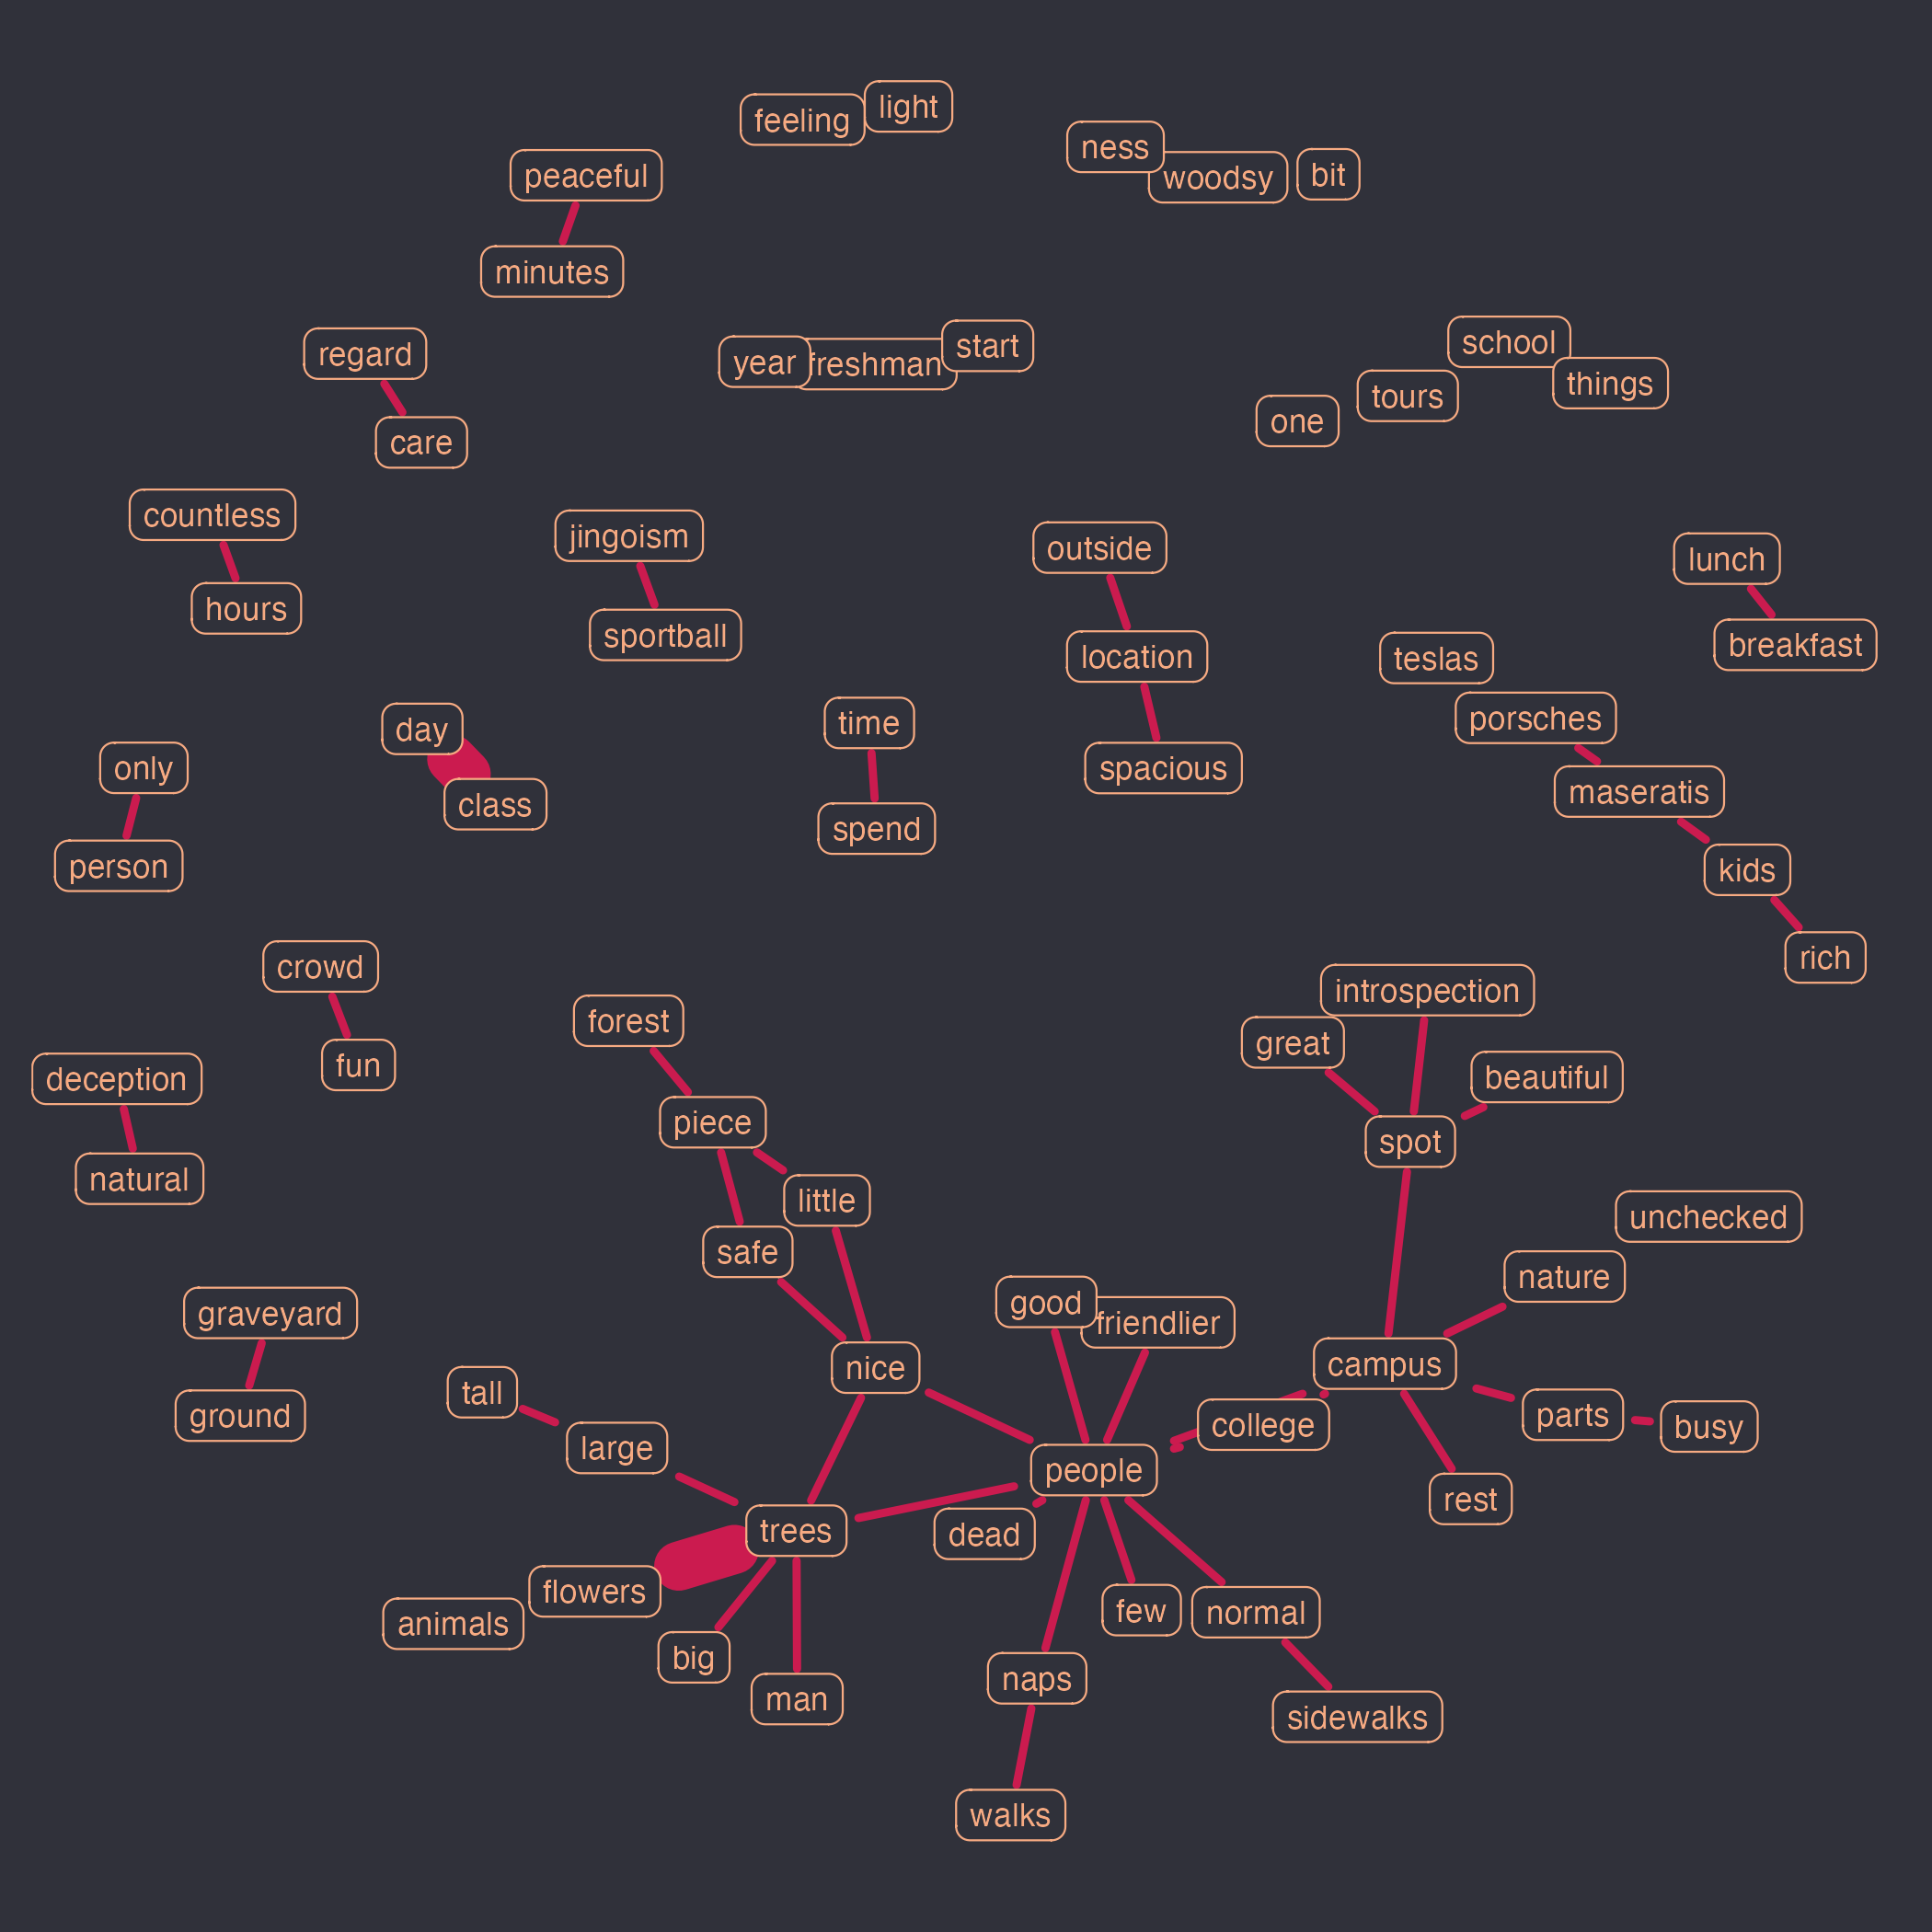 light
feeling
ness
woodsy
bit
peaceful
minutes
regard
care
year
freshman
start
school
things
tours
one
countless
hours
jingoism
sportball
outside
location
spacious
lunch
breakfast
teslas
porsches
maseratis
kids
rich
time
spend
day
class
only
person
crowd
fun
introspection
great
beautiful
spot
forest
piece
little
safe
deception
natural
unchecked
nature
good
friendlier
graveyard
ground
nice
campus
tall
large
college
parts
busy
people
rest
trees
dead
flowers
animals
big
man
few
normal
naps
sidewalks
walks